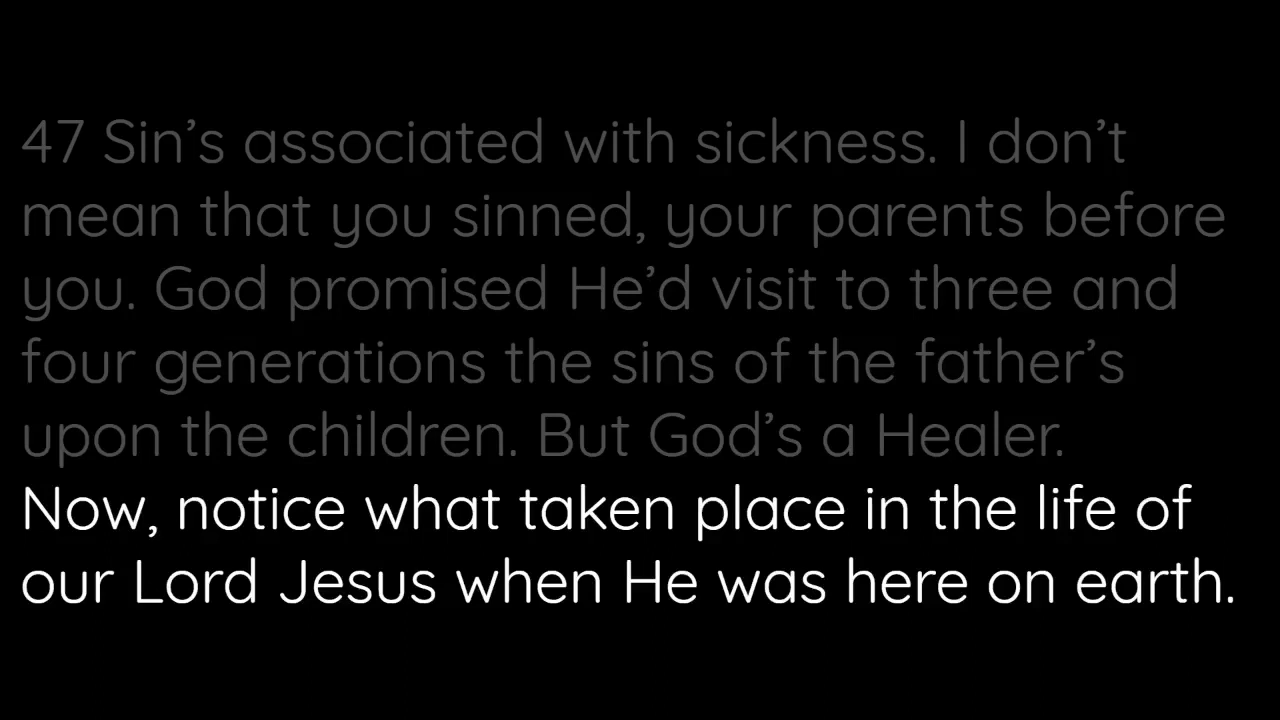 47 Sin’s associated with sickness. I don’t
mean that you sinned, your parents before
you. God promised He’d visit to three and
four generations the sins of the father’s
upon the children. But God’s a Healer.
Now, notice what taken place in the life of
our Lord Jesus when He was here on earth.